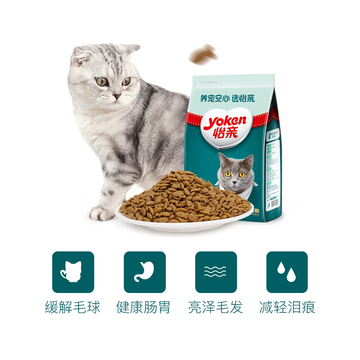 养宠安心 选怡亲
yoken
怡亲
缓解毛球
健康肠胃
亮泽毛发
减轻泪痕